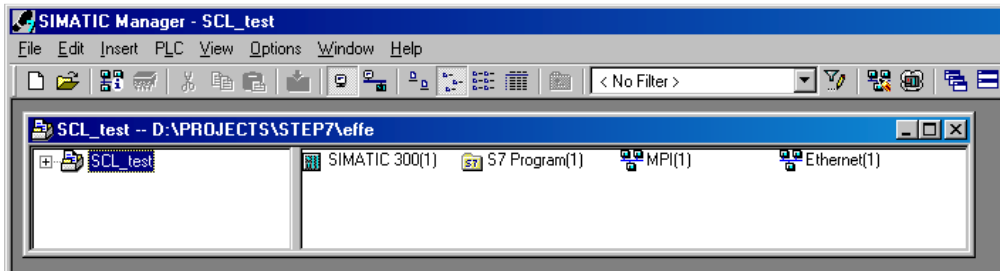 SIMATIC Manager - SCL_test
File Edit Insert PLC View Options Window Help
< No Filter >
SCL_test -- D:\PROJECTS\STEP7\effe
SCL_test
SIMATIC 300(1) S7 Program(1) MPI(1) Ethernet(1)